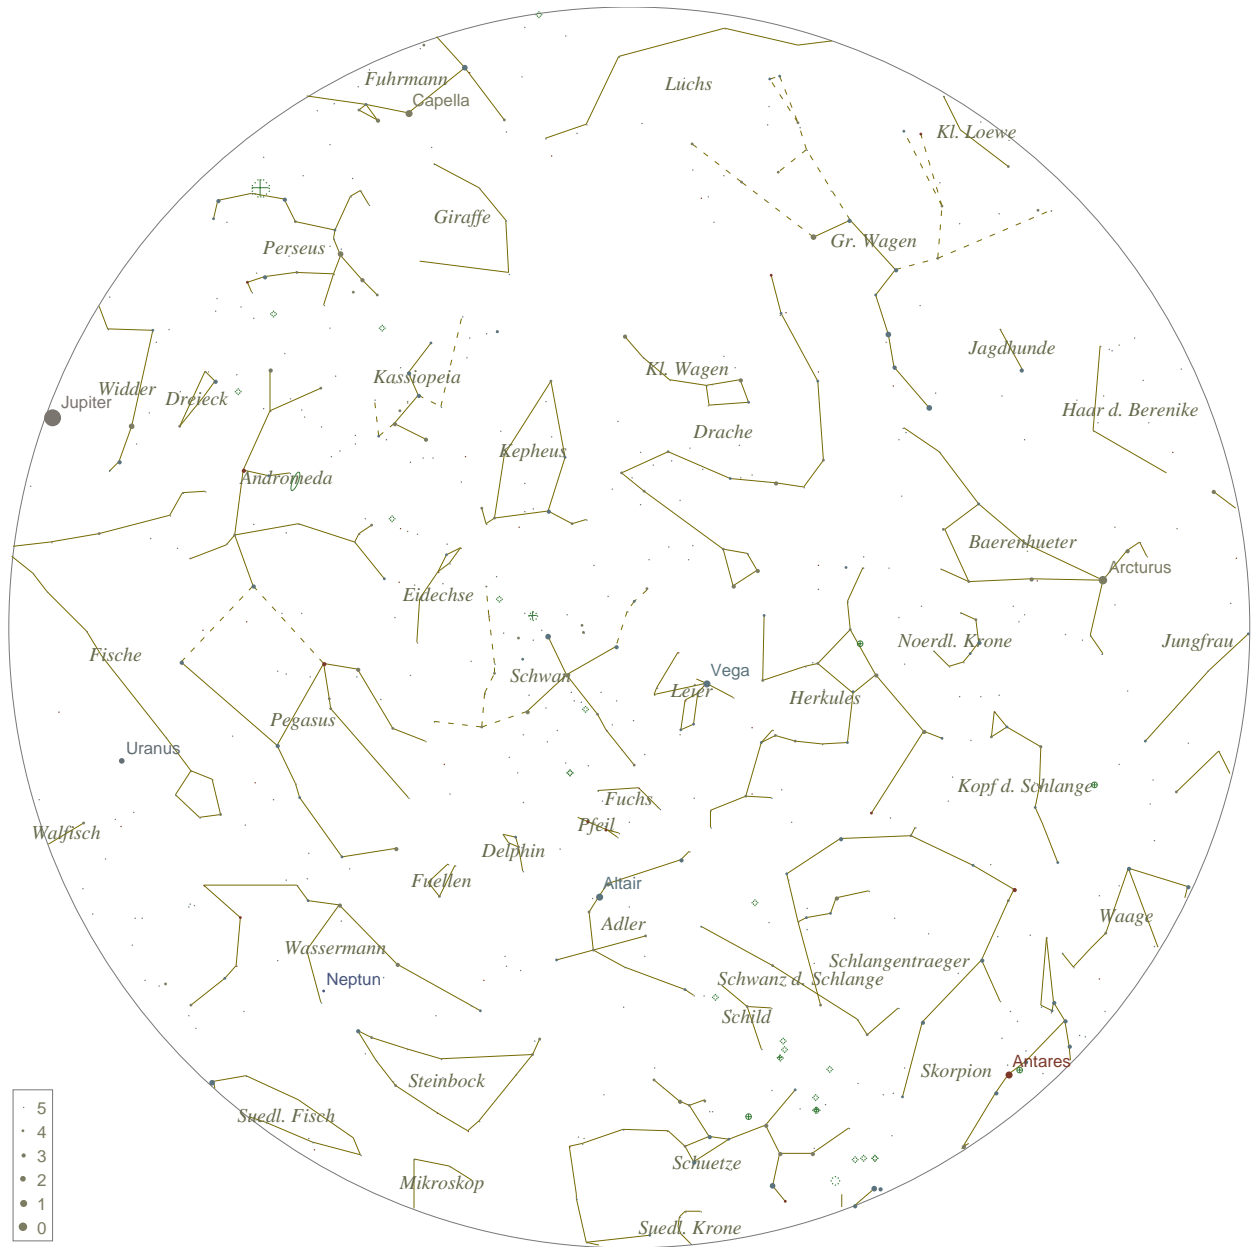 Fuhrmann
Capella
Luchs
Kl. Loewe
Giraffe
Perseus
Gr. Wagen
Jagdhunde
Kassiopeia
Kl. Wagen
Widder
Dreieck
Jupiter
Haar d. Berenike
Drache
Kepheus
Andromeda
Baerenhueter
Arcturus
Eidechse
Noerdl. Krone
Jungfrau
Fische
Schwan
Vega
Leier
Herkules
Pegasus
Uranus
Kopf d. Schlange
Fuchs
Pfeil
Walfisch
Delphin
Fuellen
Altair
Adler
Waage
Wassermann
Schlangentraeger
Neptun
Schwanz d. Schlange
Schild
Antares
Skorpion
Steinbock
Suedl. Fisch
Schuetze
Mikroskop
Suedl. Krone
5
4
3
2
1
0